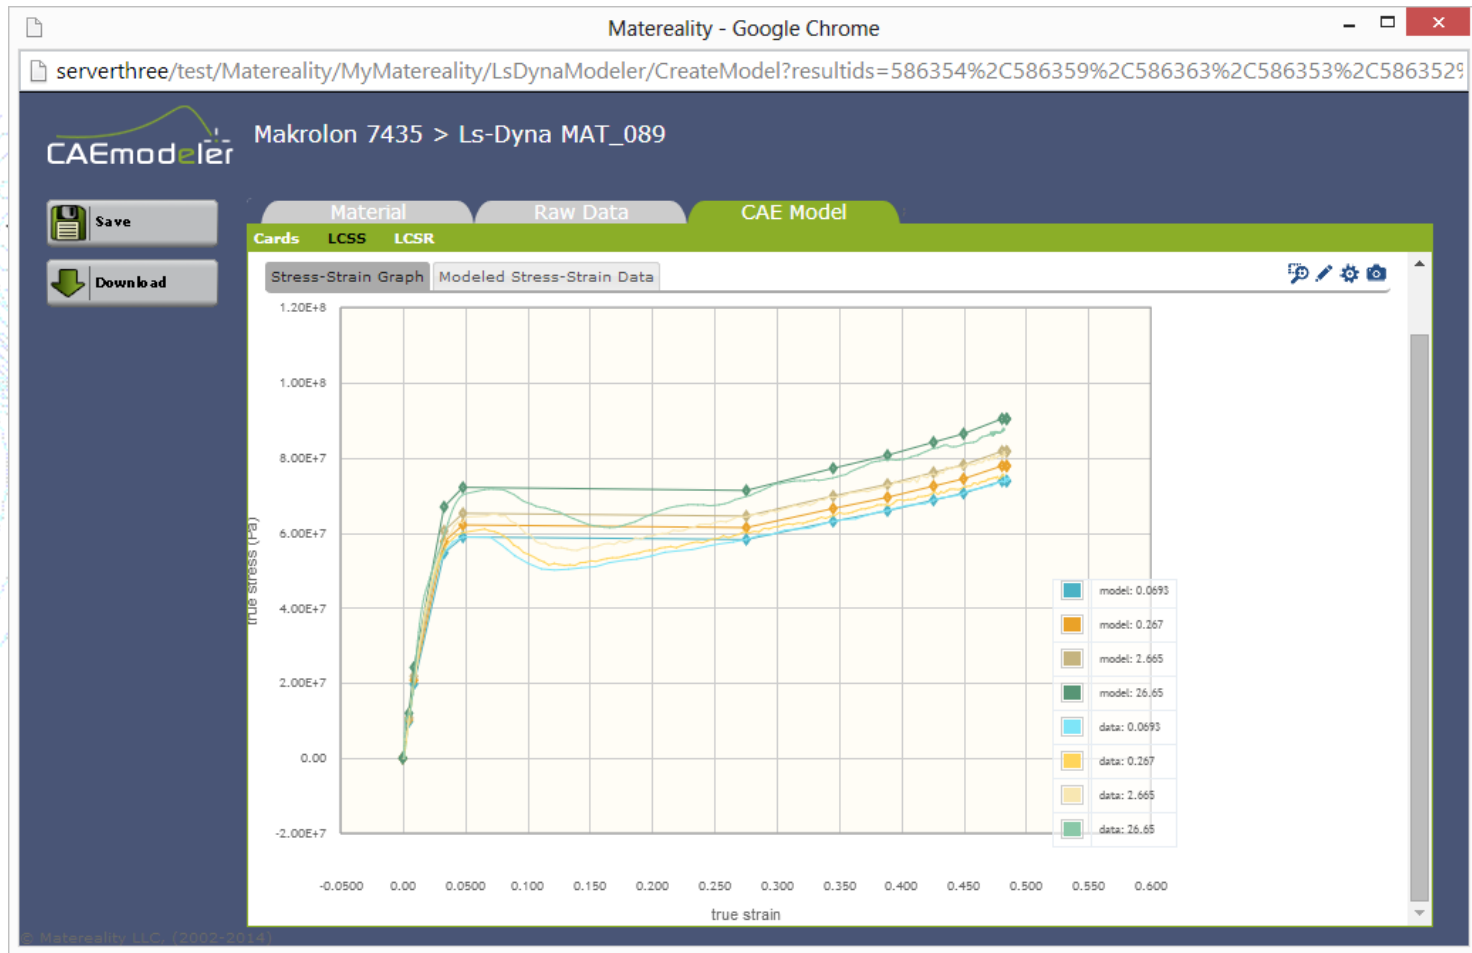 Matereality - Google Chrome
serverthree/test/Matereality/MyMatereality/LsDynaModeler/CreateModel?resultids=586354%2C586359%2C586363%2C586353%2C586352%
CAEmodeler
Makrolon 7435 > Ls-Dyna MAT_089
Save
Download
Material Raw Data CAE Model
Cards LCSS LCSR
Stress-Strain Graph Modeled Stress-Strain Data
1.20E+8
1.00E+8
8.00E+7
6.00E+7
4.00E+7
2.00E+7
0.00
-2.00E+7
true stress (Pa)
model: 0.0693
model: 0.267
model: 2.665
model: 26.65
data: 0.0693
data: 0.267
data: 2.665
data: 26.65
-0.0500 0.00 0.0500 0.100 0.150 0.200 0.250 0.300 0.350 0.400 0.450 0.500 0.550 0.600
true strain
© Matereality LLC. (2002-2014)